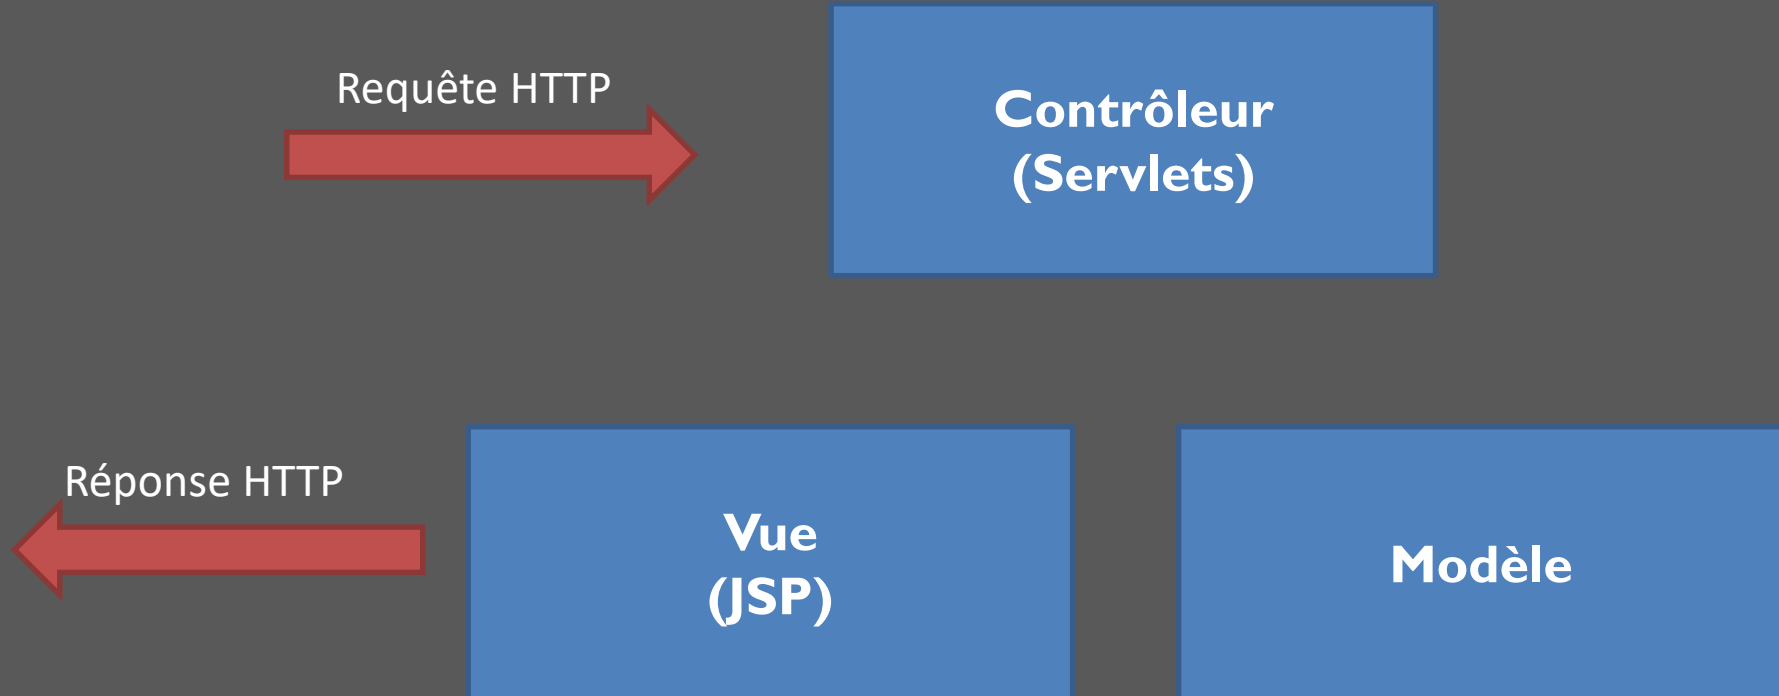 Requête HTTP
Contrôleur
(Servlets)
Réponse HTTP
Vue
(JSP)
Modèle